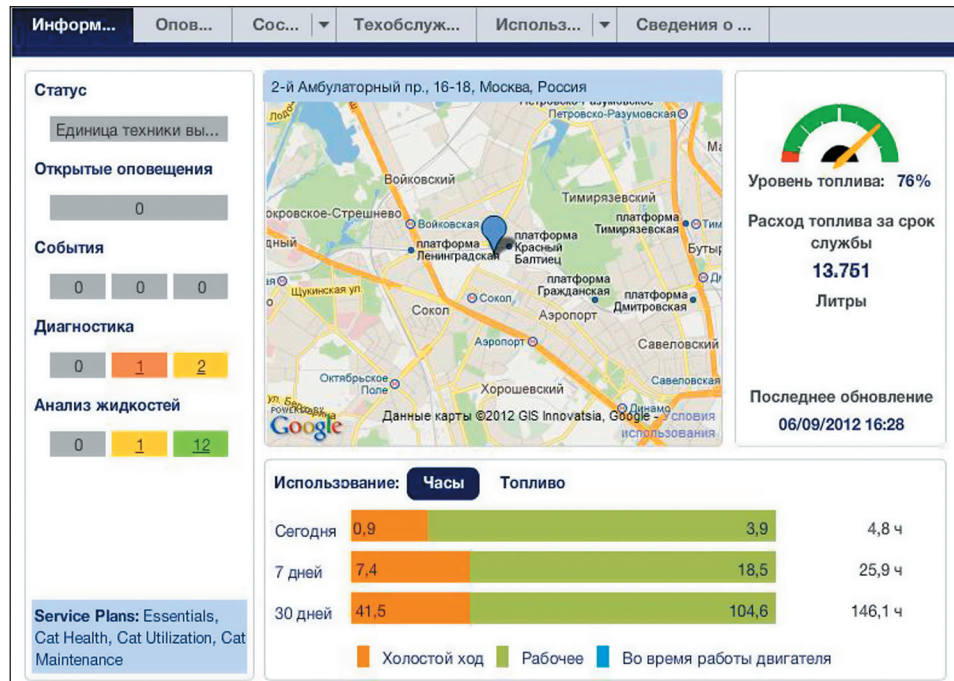 Информ...
Опов...
Сос...
Техобслуж...
Использ...
Сведения о ...
Статус
Единица техники вы...
Открытые оповещения
0
События
0 0 0
Диагностика
0 1 2
Анализ жидкостей
0 1 12
Service Plans: Essentials,
Cat Health, Cat Utilization, Cat
Maintenance
2-й Амбулаторный пр., 16-18, Москва, Россия
Петровско-Разумовская
Войковский
Тимирязевский
окровское-Стрешнево
Войковская
платформа
Ленинградская
платформа
Красный
Балтиец
платформа
Тимирязевская
Щукинская ул.
Сокол
Сокол
платформа
Гражданская
платформа
Дмитровская
Аэропорт
Аэропорт
Савеловский
Октябрьское
Поле
Хорошевский
Савеловская
Динамо
POWERED BY
Google
Данные карты ©2012 GIS Innovatsia, Google - Условия
использования
Уровень топлива: 76%
Расход топлива за срок
службы
13.751
Литры
Последнее обновление
06/09/2012 16:28
Использование: Часы Топливо
Сегодня 0,9 3,9 4,8 ч
7 дней 7,4 18,5 25,9 ч
30 дней 41,5 104,6 146,1 ч
Холостой ход Рабочее Во время работы двигателя